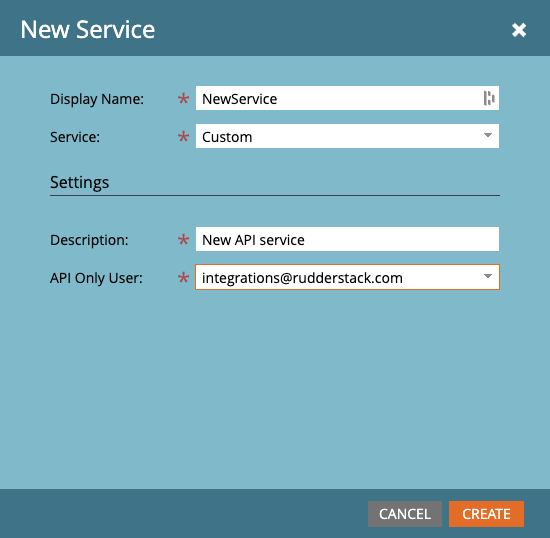 New Service
Display Name: * NewService
Service: * Custom
Settings
Description: * New API service
API Only User: * integrations@rudderstack.com
CANCEL CREATE